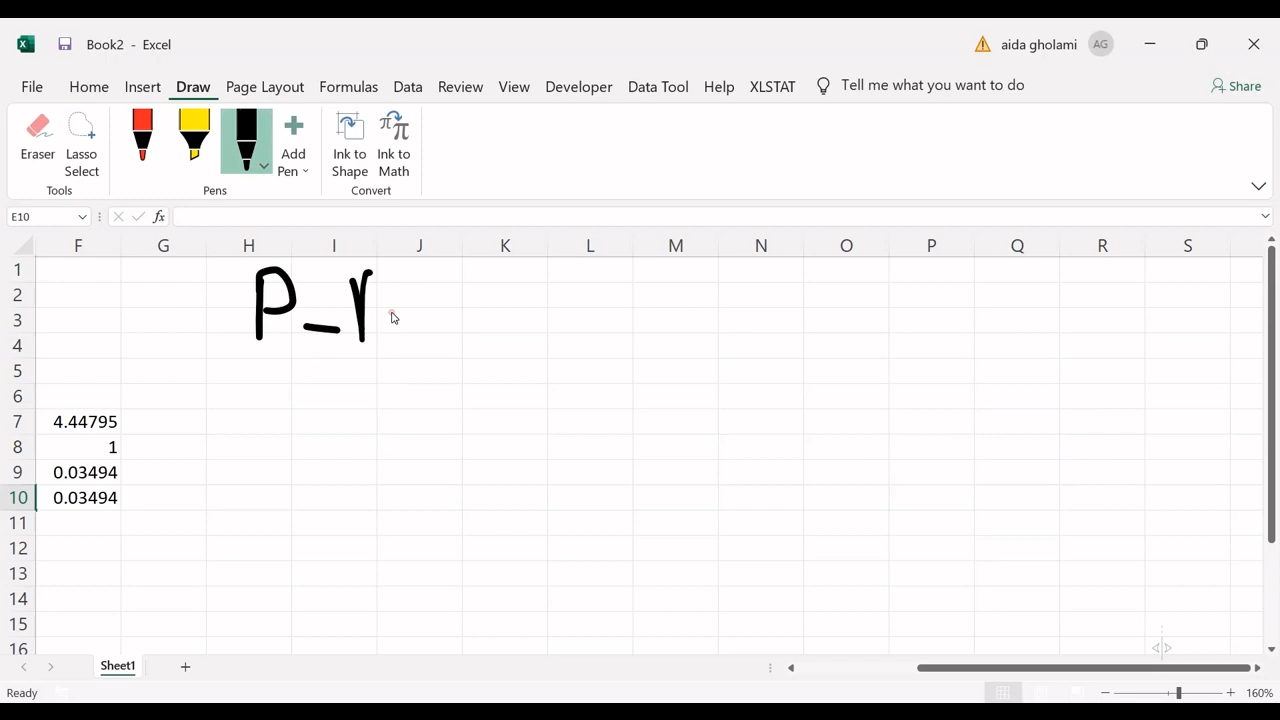 Book2 - Excel
aida gholami AG
File Home Insert Draw Page Layout Formulas Data Review View Developer Data Tool Help XLSTAT Tell me what you want to do Share
Eraser Lasso Select Add Pen Ink to Shape Ink to Math
Tools Pens Convert
E10 fx
F G H I J K L M N O P Q R S
1
2
P_r
3
4
5
6
7 4.44795
8 1
9 0.03494
10 0.03494
11
12
13
14
15
16
Sheet1 +
Ready 160%